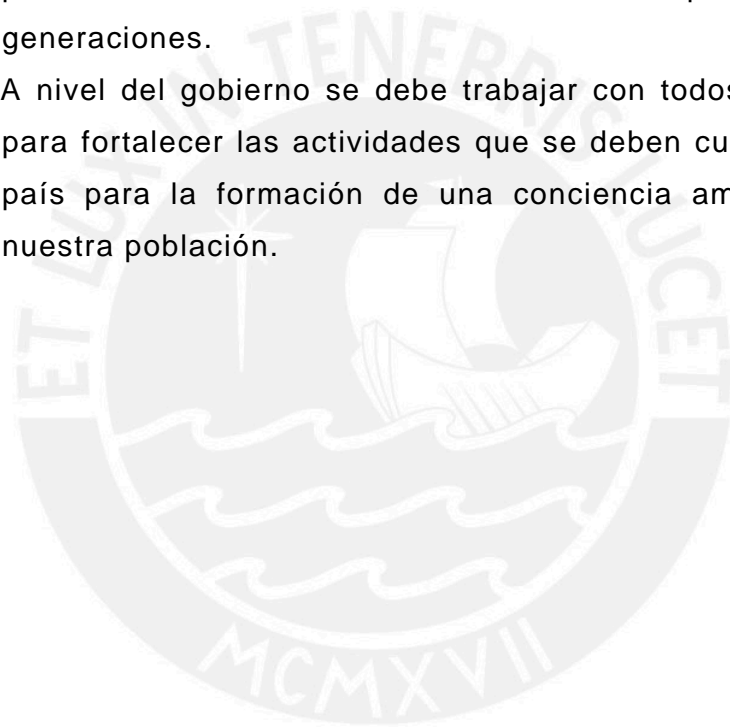 generaciones.
A nivel del gobierno se debe trabajar con todos
para fortalecer las actividades que se deben cu
país para la formación de una conciencia am
nuestra población.
ET LUX IN TENEBRIS LUCET
MCMXVII